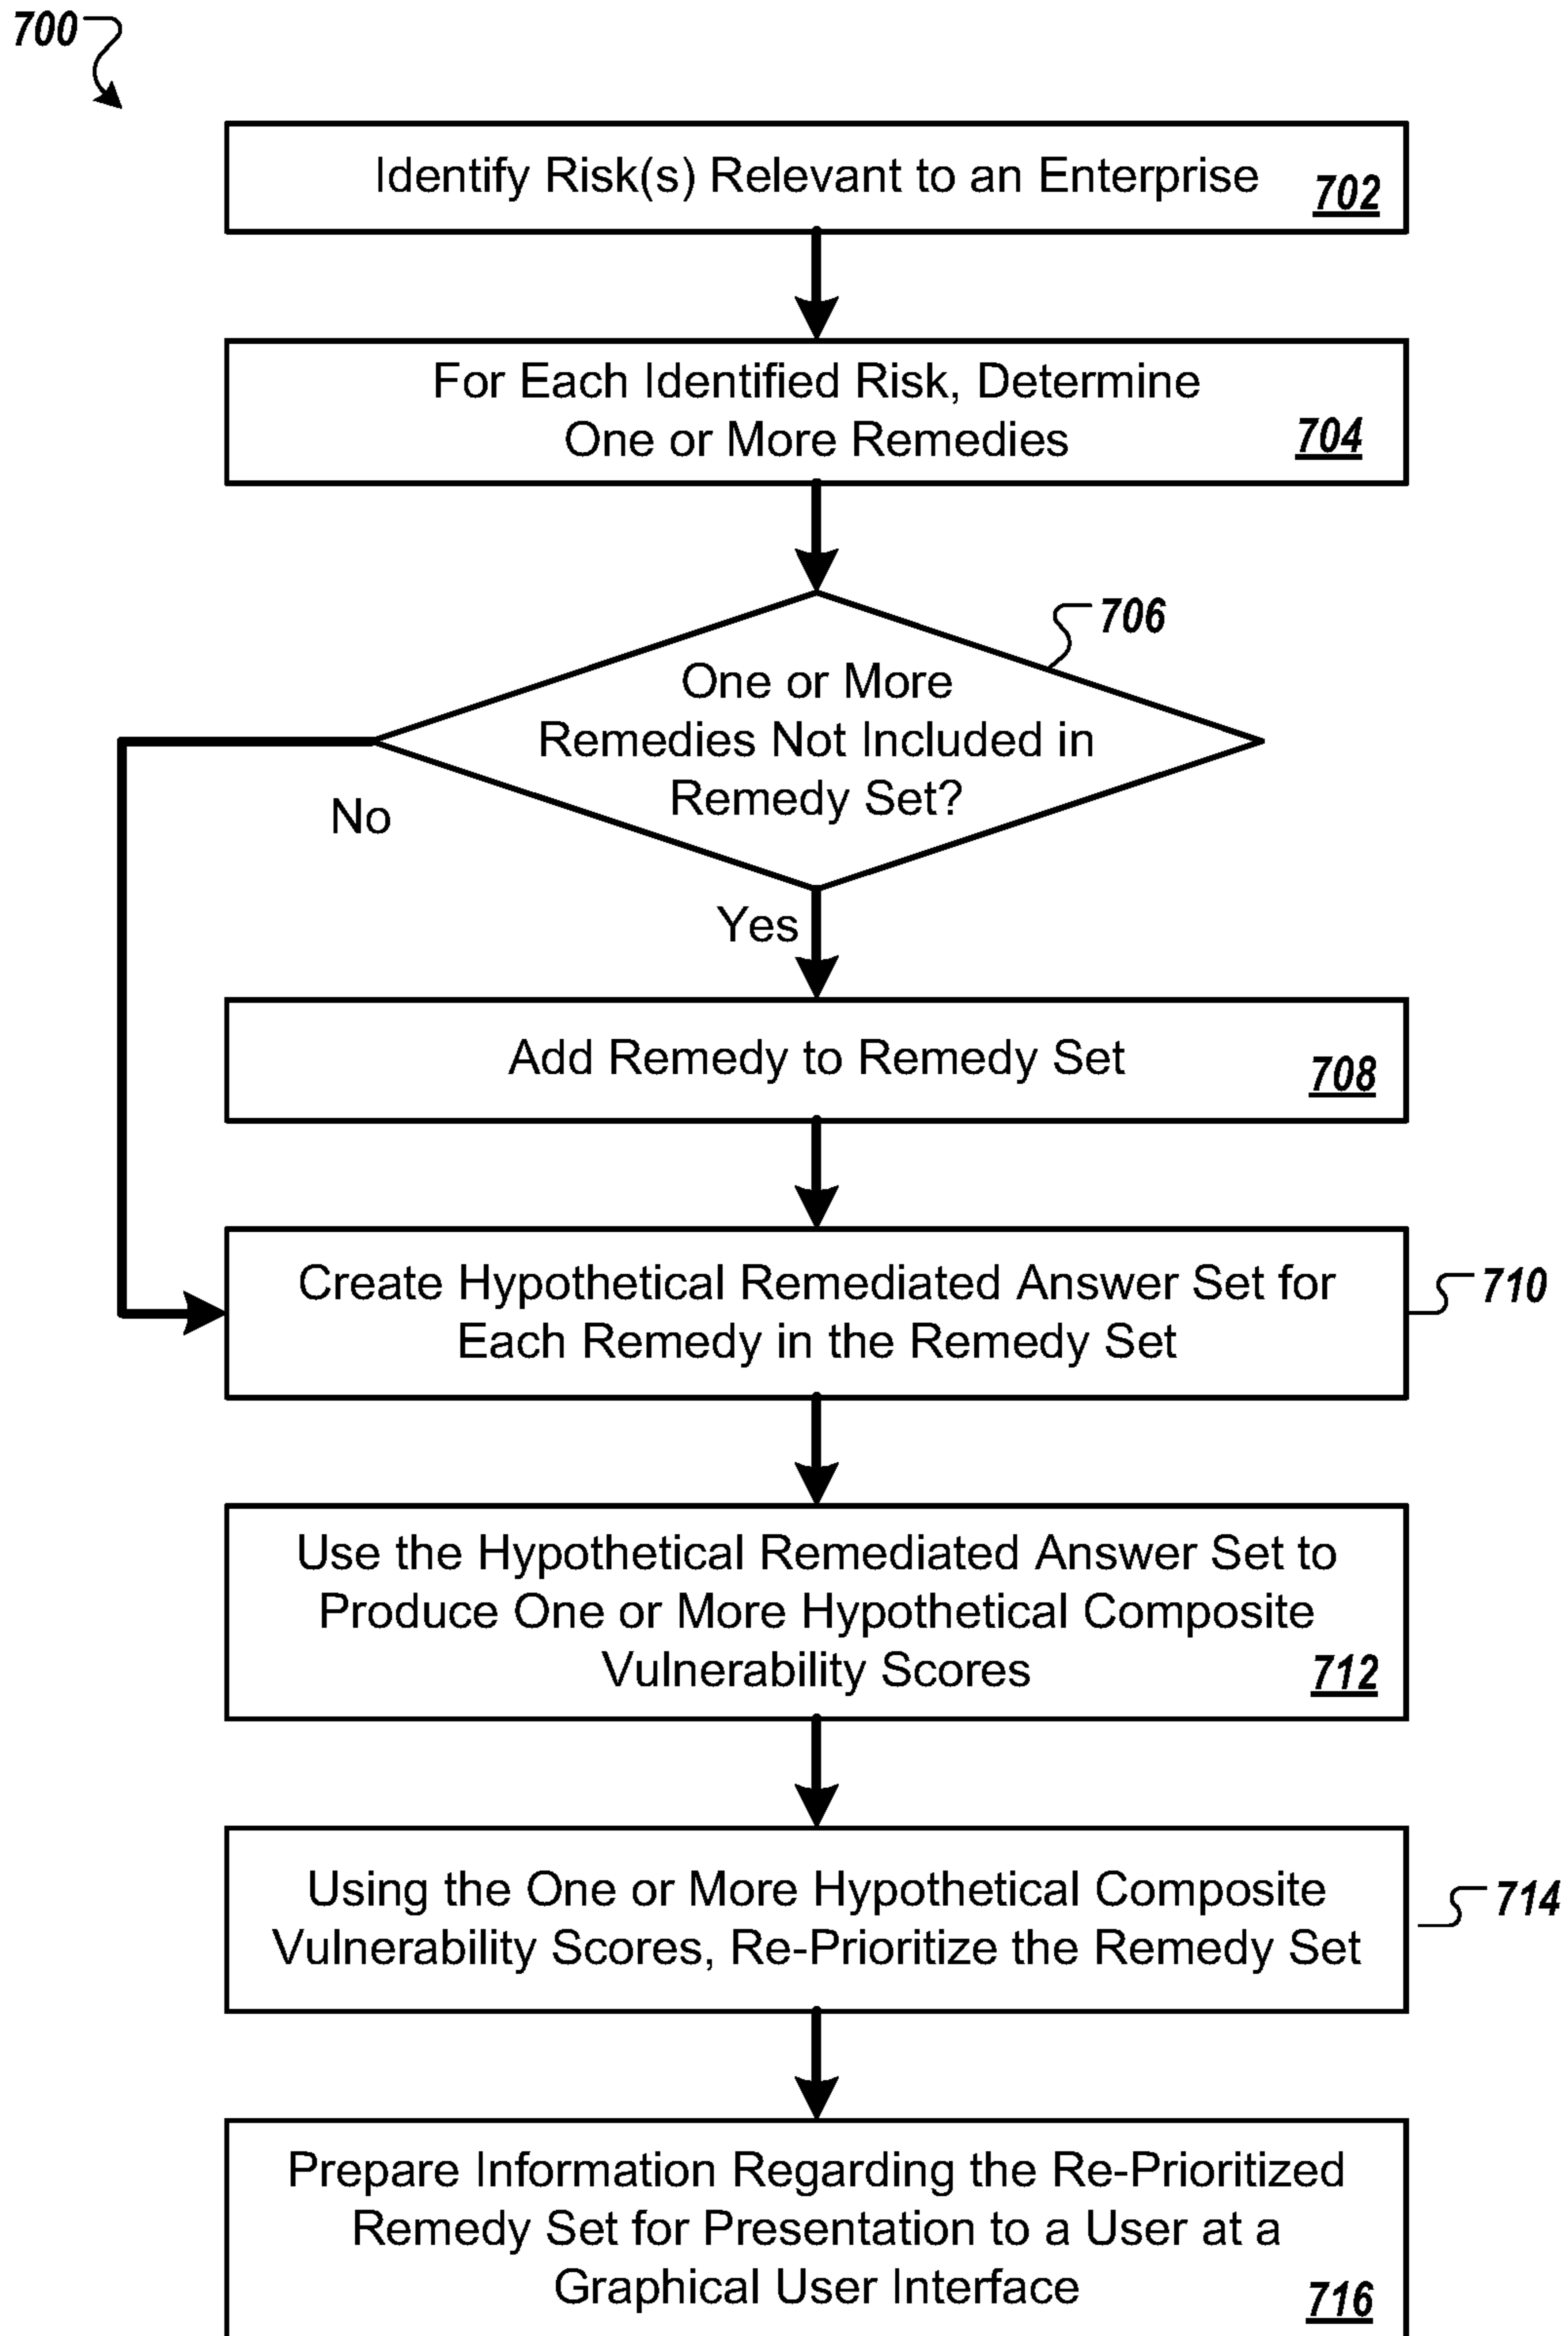 700
Identify Risk(s) Relevant to an Enterprise
702
For Each Identified Risk, Determine
One or More Remedies
704
706
One or More
Remedies Not Included in
Remedy Set?
No
Yes
Add Remedy to Remedy Set
708
Create Hypothetical Remediated Answer Set for
Each Remedy in the Remedy Set
710
Use the Hypothetical Remediated Answer Set to
Produce One or More Hypothetical Composite
Vulnerability Scores
712
Using the One or More Hypothetical Composite
Vulnerability Scores, Re-Prioritize the Remedy Set
714
Prepare Information Regarding the Re-Prioritized
Remedy Set for Presentation to a User at a
Graphical User Interface
716